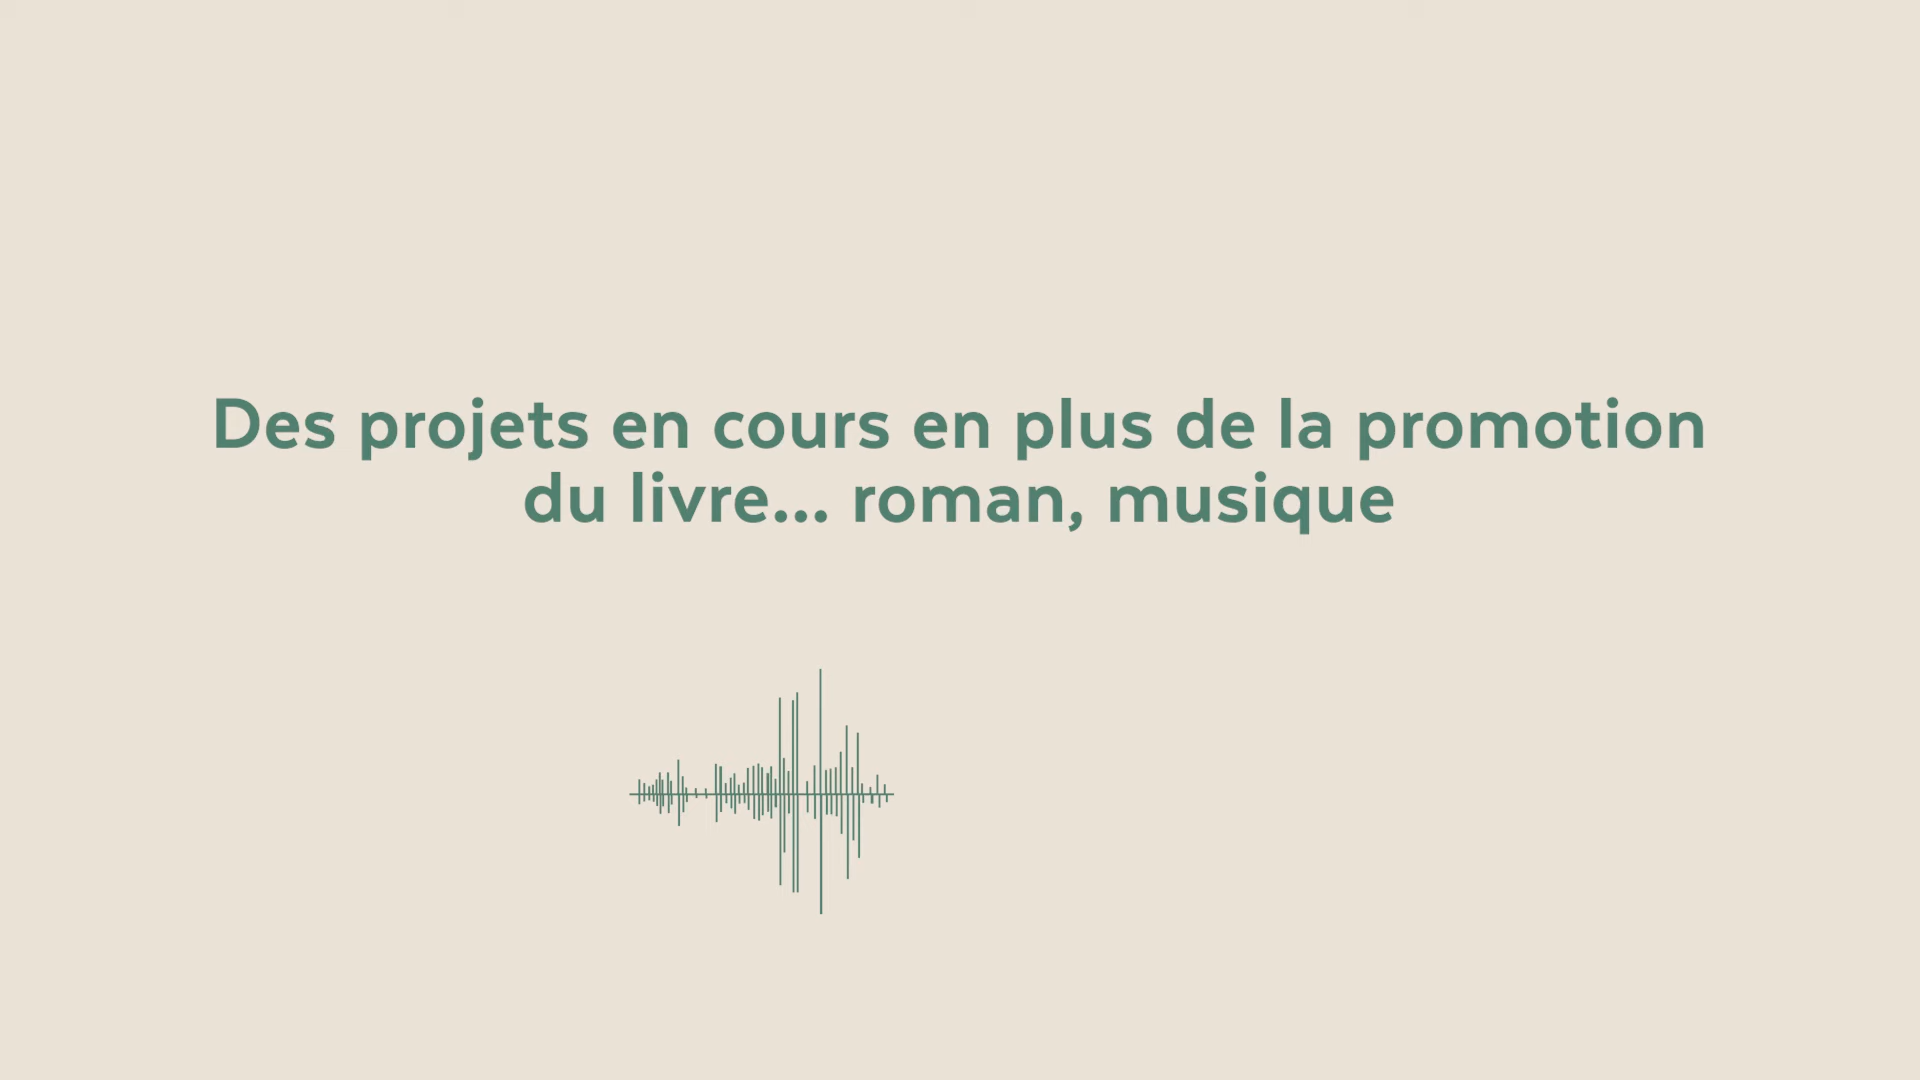 Des projets en cours en plus de la promotion
du livre... roman, musique